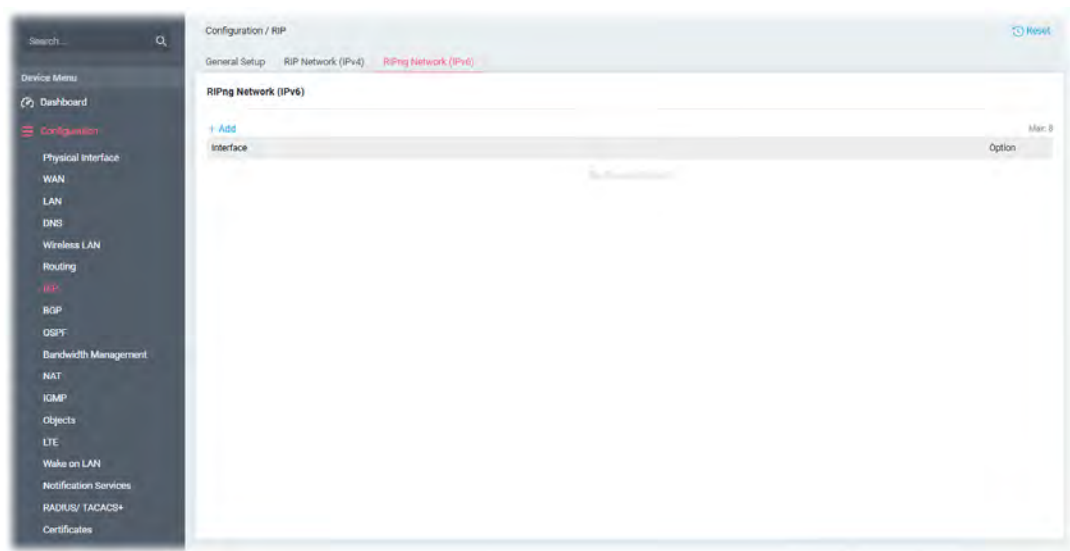 Search...
Device Menu
Dashboard
Configuration
Physical Interface
WAN
LAN
DNS
Wireless LAN
Routing
RIP
BGP
OSPF
Bandwidth Management
NAT
IGMP
Objects
LTE
Wake on LAN
Notification Services
RADIUS/ TACACS+
Certificates
Configuration / RIP
Reset
General Setup RIP Network (IPv4) RIPng Network (IPv6)
RIPng Network (IPv6)
+ Add
Max: 8
Interface Option